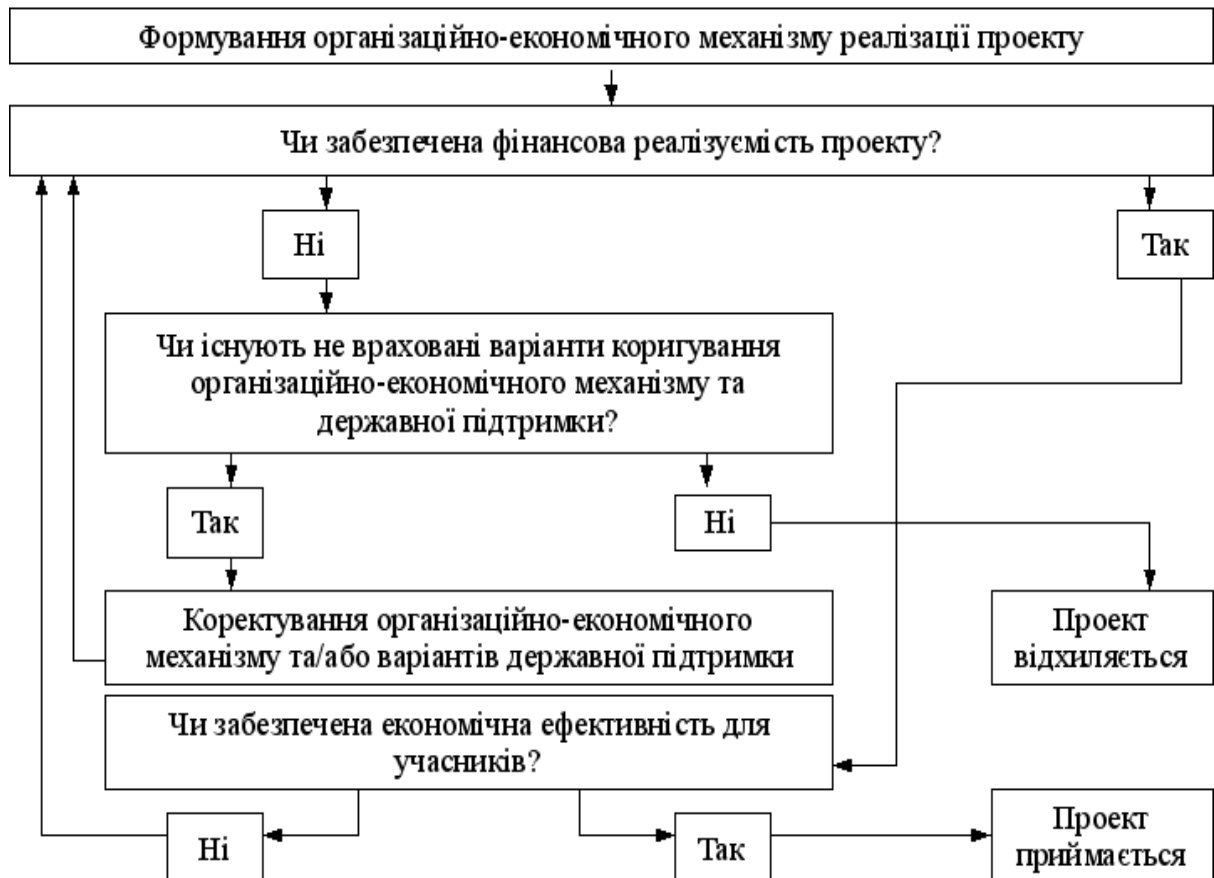 Формування організаційно-економічного механізму реалізації проекту
Чи забезпечена фінансова реалізуємість проекту?
Ні
Так
Чи існують не враховані варіанти коригування
організаційно-економічного механізму та
державної підтримки?
Так
Ні
Коректування організаційно-економічного
механізму та/або варіантів державної підтримки
Проект
відхиляється
Чи забезпечена економічна ефективність для
учасників?
Ні
Так
Проект
приймається